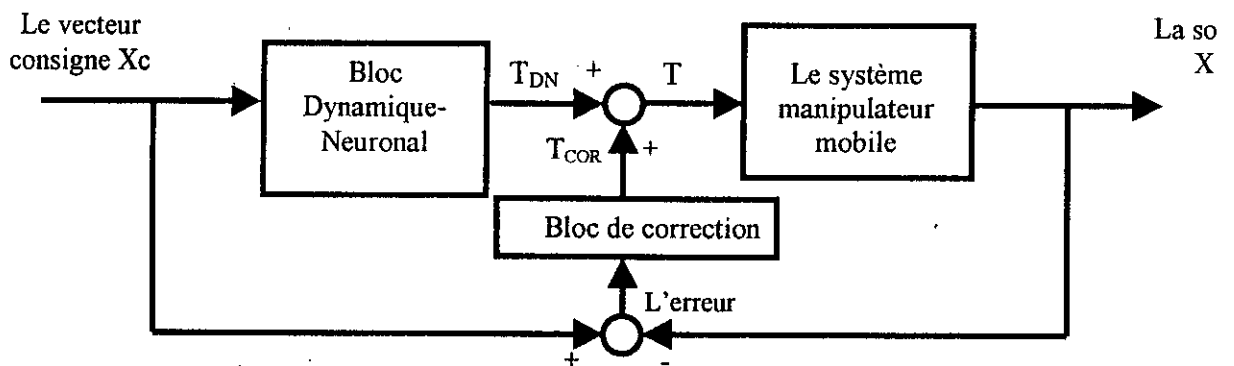 Le vecteur
consigne Xc
Bloc
Dynamique-
Neuronal
T_DN
+
T
Le système
manipulateur
mobile
La so
X
T_COR
+
Bloc de correction
L'erreur
+
-